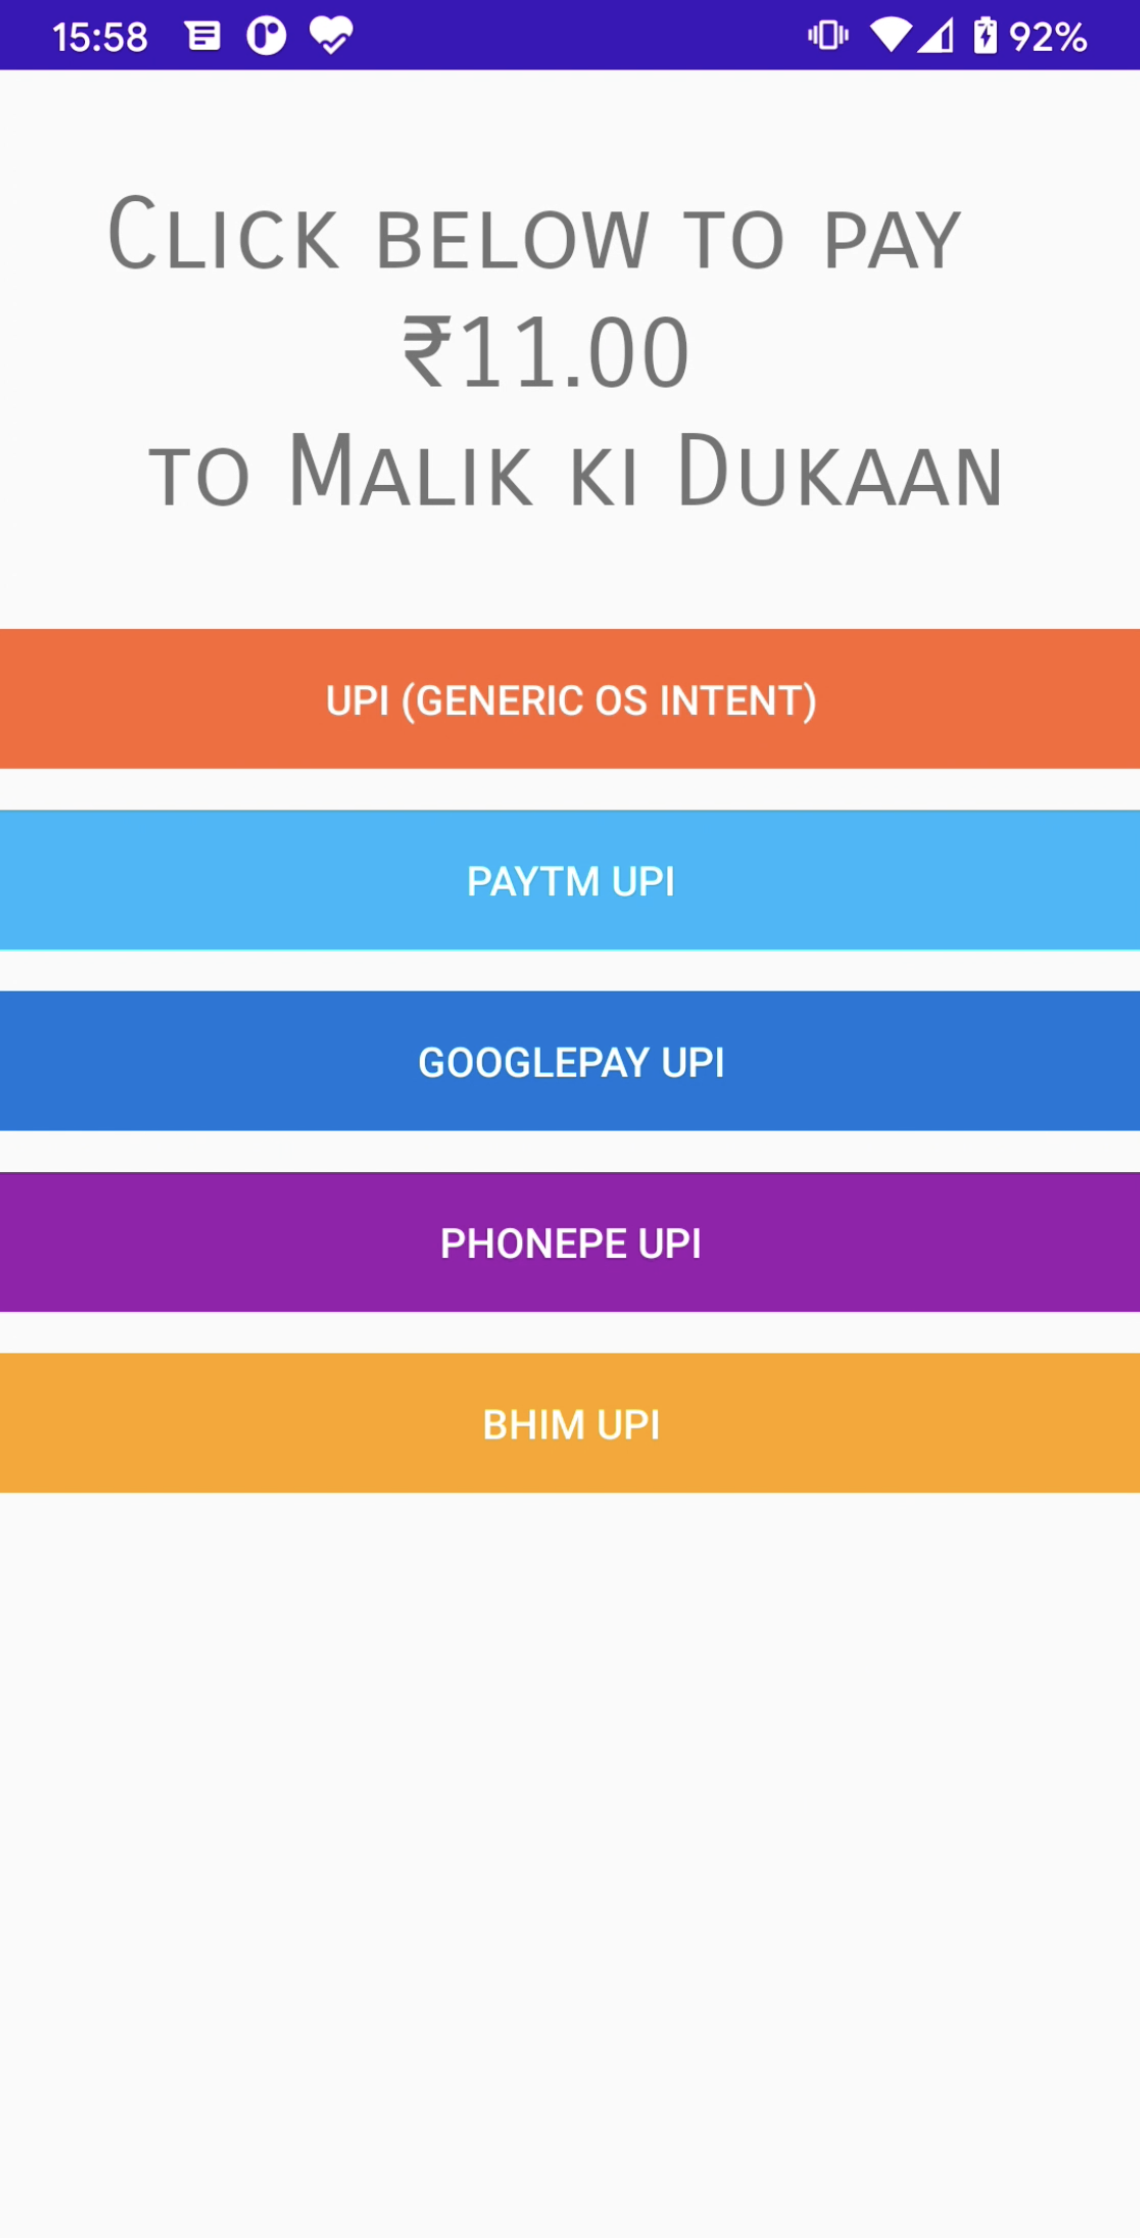 15:58
92%
Click below to pay
₹11.00
to Malik ki Dukaan
UPI (GENERIC OS INTENT)
PAYTM UPI
GOOGLEPAY UPI
PHONEPE UPI
BHIM UPI